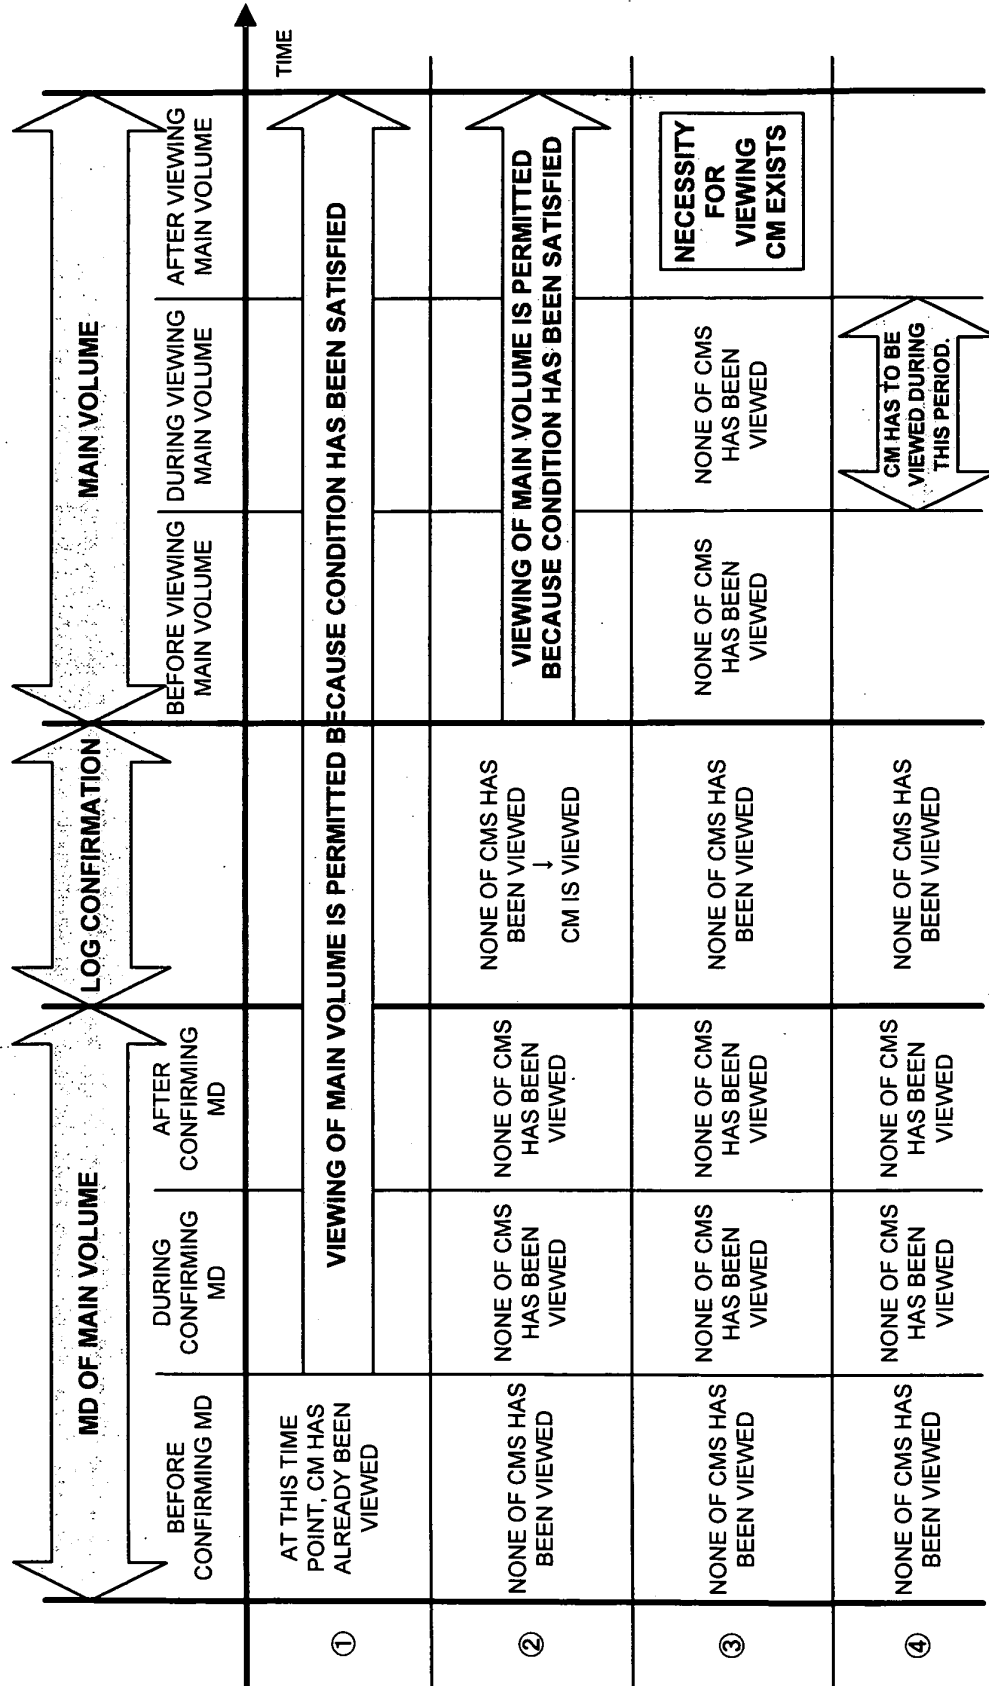 MD OF MAIN VOLUME
LOG CONFIRMATION
MAIN VOLUME
BEFORE
CONFIRMING MD
DURING
CONFIRMING
MD
AFTER
CONFIRMING
MD
BEFORE VIEWING
MAIN VOLUME
DURING VIEWING
MAIN VOLUME
AFTER VIEWING
MAIN VOLUME
TIME
①
AT THIS TIME
POINT, CM HAS
ALREADY BEEN
VIEWED
VIEWING OF MAIN VOLUME IS PERMITTED BECAUSE CONDITION HAS BEEN SATISFIED
②
NONE OF CMS HAS
BEEN VIEWED
NONE OF CMS
HAS BEEN
VIEWED
NONE OF CMS
HAS BEEN
VIEWED
NONE OF CMS HAS
BEEN VIEWED
↓
CM IS VIEWED
VIEWING OF MAIN VOLUME IS PERMITTED
BECAUSE CONDITION HAS BEEN SATISFIED
③
NONE OF CMS HAS
BEEN VIEWED
NONE OF CMS
HAS BEEN
VIEWED
NONE OF CMS
HAS BEEN
VIEWED
NONE OF CMS HAS
BEEN VIEWED
NONE OF CMS
HAS BEEN
VIEWED
NONE OF CMS
HAS BEEN
VIEWED
NECESSITY
FOR
VIEWING
CM EXISTS
④
NONE OF CMS HAS
BEEN VIEWED
NONE OF CMS
HAS BEEN
VIEWED
NONE OF CMS
HAS BEEN
VIEWED
NONE OF CMS HAS
BEEN VIEWED
CM HAS TO BE
VIEWED DURING
THIS PERIOD.